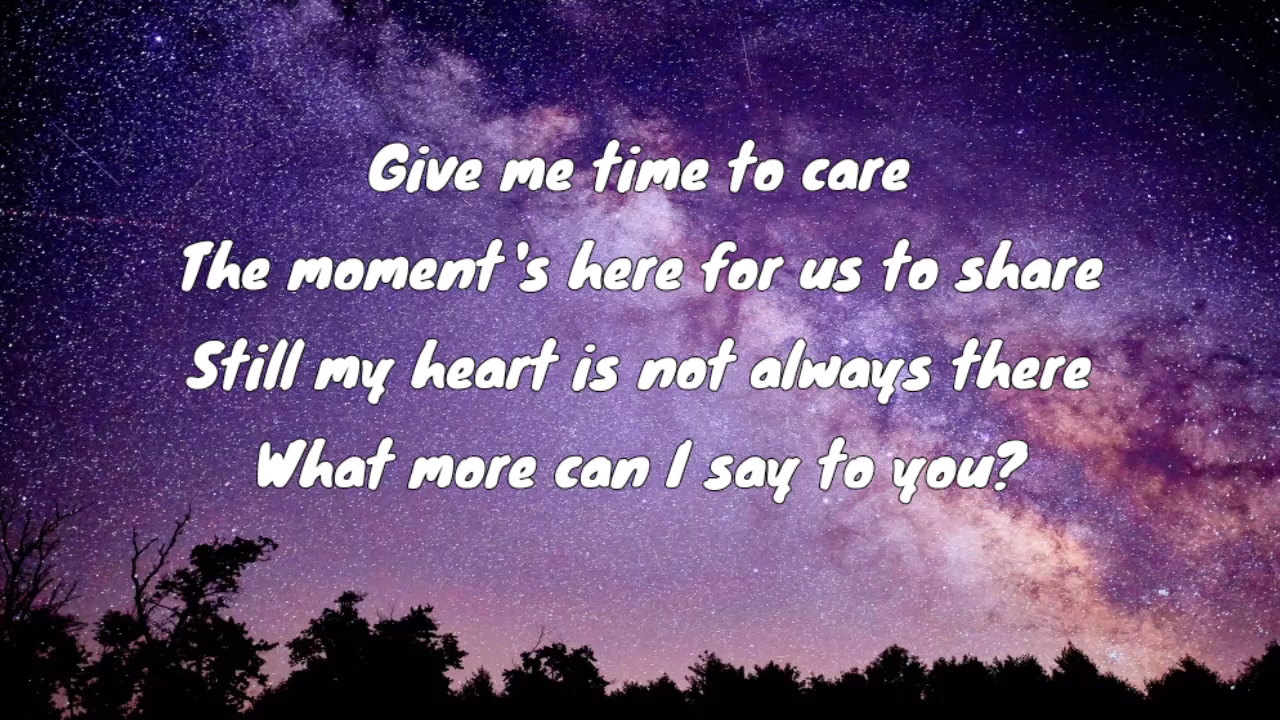 Give me time to care
The moment's here for us to share
Still my heart is not always there
What more can I say to you?